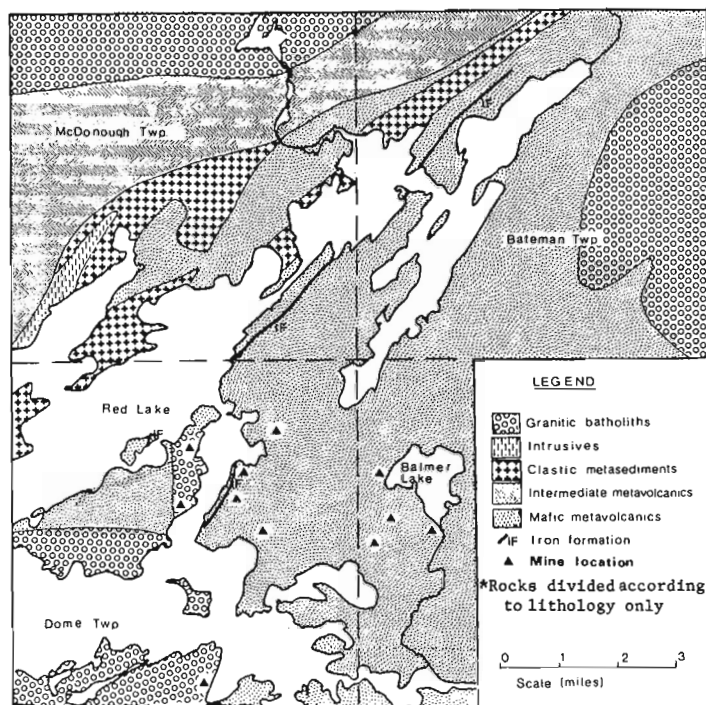 IF
McDonough Twp.
Bateman Twp.
IF
Red Lake
IF
IF
Balmer
Lake
Dome Twp
LEGEND
Granitic batholiths
Intrusives
Clastic metasediments
Intermediate metavolcanics
Mafic metavolcanics
IF Iron formation
Mine location
*Rocks divided according
to lithology only
0 1 2 3
Scale (miles)